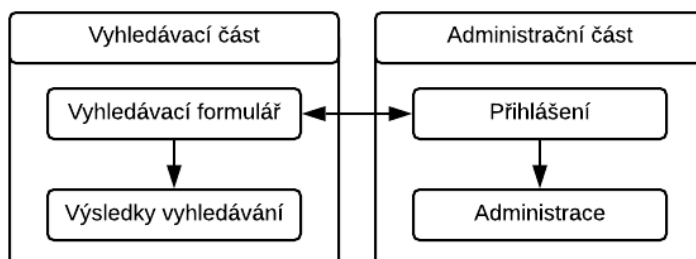 Vyhledávací část
Administrační část
Vyhledávací formulář
Přihlášení
Výsledky vyhledávání
Administrace